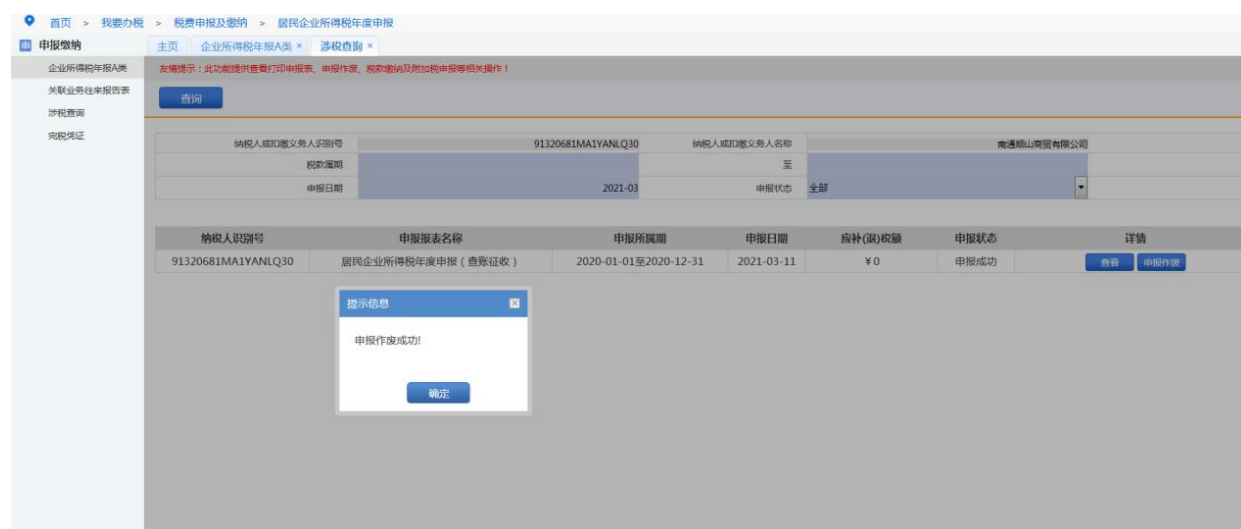 首页 > 我要办税 > 税费申报及缴纳 > 居民企业所得税年度申报
申报缴纳
主页 企业所得税年报A类 × 涉税查询 ×
企业所得税年报A类
关联业务往来报告表
涉税查询
完税凭证
友情提示：此功能提供查看打印申报表、申报作废、税款缴纳及附加税申报等相关操作！
查询
纳税人或扣缴义务人识别号 91320681MA1YANLQ30 纳税人或扣缴义务人名称 南通顺山商贸有限公司
税款属期 至
申报日期 2021-03 申报状态 全部
纳税人识别号 申报报表名称 申报所属期 申报日期 应补(退)税额 申报状态 详情
91320681MA1YANLQ30 居民企业所得税年度申报（查账征收） 2020-01-01至2020-12-31 2021-03-11 ¥0 申报成功 查看 申报作废
提示信息
申报作废成功!
确定